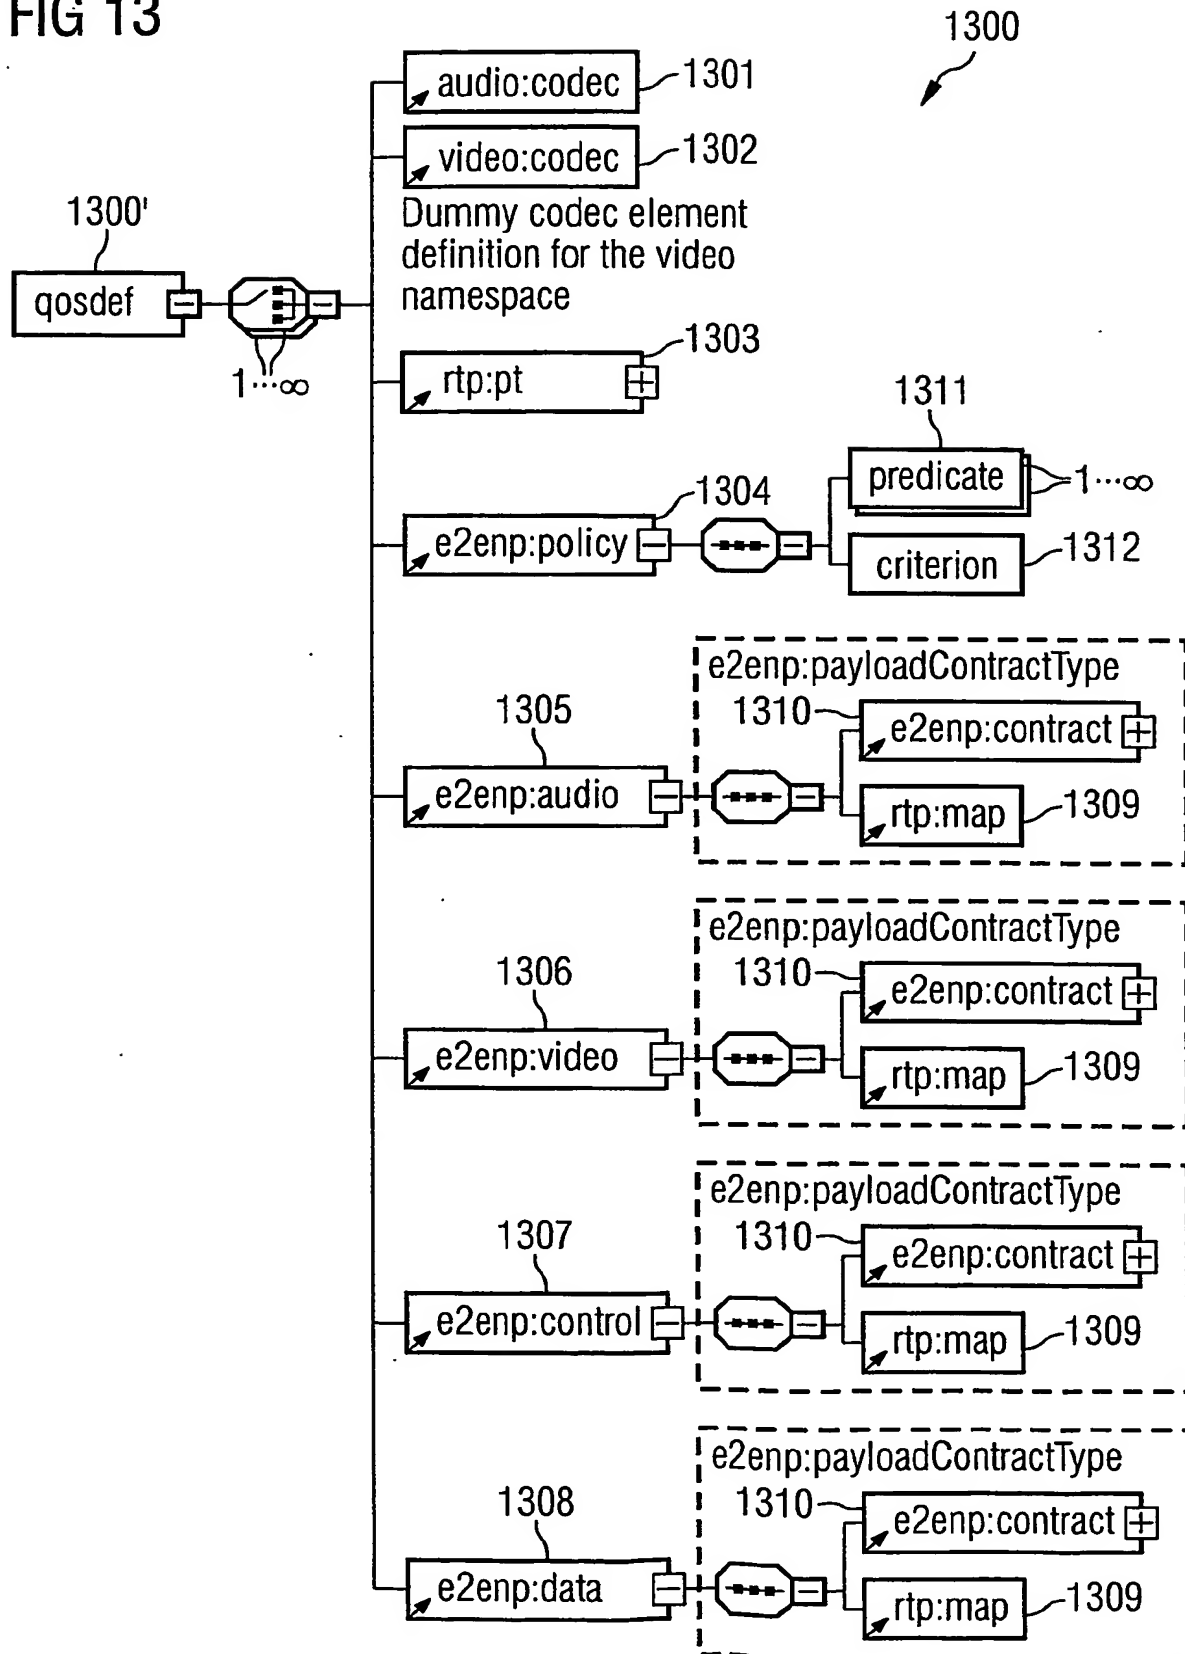 FIG 13
1300
audio:codec
1301
video:codec
1302
Dummy codec element
definition for the video
namespace
1300'
qosdef
1···∞
rtp:pt
1303
e2enp:policy
1304
predicate
1311
1···∞
criterion
1312
e2enp:audio
1305
e2enp:payloadContractType
1310
e2enp:contract
rtp:map
1309
e2enp:video
1306
e2enp:payloadContractType
1310
e2enp:contract
rtp:map
1309
e2enp:control
1307
e2enp:payloadContractType
1310
e2enp:contract
rtp:map
1309
e2enp:data
1308
e2enp:payloadContractType
1310
e2enp:contract
rtp:map
1309